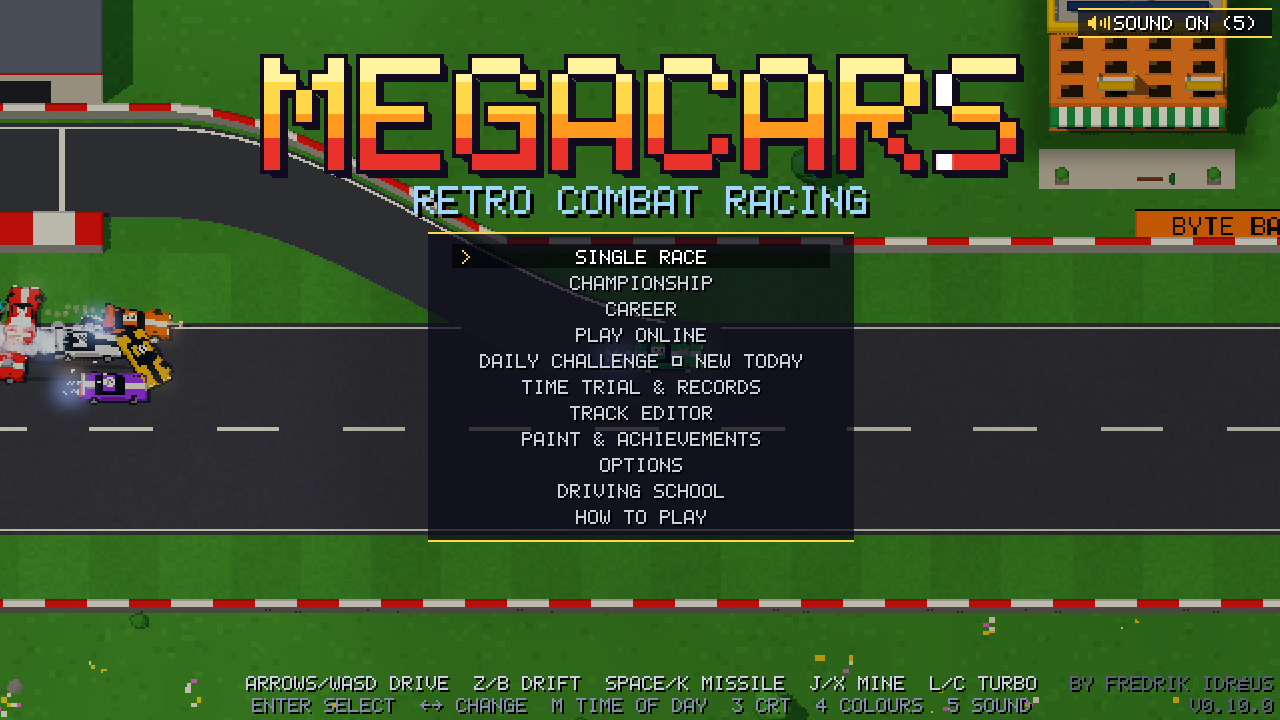 SOUND ON (5)
MEGACARS
RETRO COMBAT RACING
BYTE BA
> SINGLE RACE
CHAMPIONSHIP
CAREER
PLAY ONLINE
DAILY CHALLENGE □ NEW TODAY
TIME TRIAL & RECORDS
TRACK EDITOR
PAINT & ACHIEVEMENTS
OPTIONS
DRIVING SCHOOL
HOW TO PLAY
ARROWS/WASD DRIVE Z/B DRIFT SPACE/K MISSILE J/X MINE L/C TURBO
BY FREDRIK IDRéUS
ENTER SELECT ↔ CHANGE M TIME OF DAY 3 CRT 4 COLOURS 5 SOUND
V0.10.0